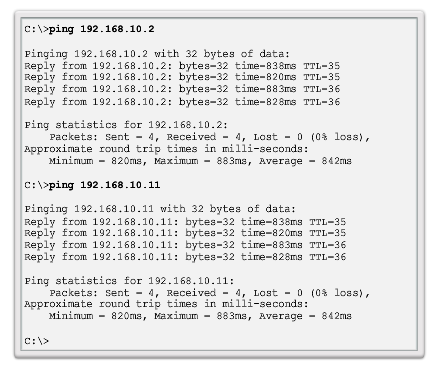 C:\>ping 192.168.10.2
Pinging 192.168.10.2 with 32 bytes of data:
Reply from 192.168.10.2: bytes=32 time=838ms TTL=35
Reply from 192.168.10.2: bytes=32 time=820ms TTL=35
Reply from 192.168.10.2: bytes=32 time=883ms TTL=36
Reply from 192.168.10.2: bytes=32 time=828ms TTL=36
Ping statistics for 192.168.10.2:
Packets: Sent = 4, Received = 4, Lost = 0 (0% loss),
Approximate round trip times in milli-seconds:
Minimum = 820ms, Maximum = 883ms, Average = 842ms
C:\>ping 192.168.10.11
Pinging 192.168.10.11 with 32 bytes of data:
Reply from 192.168.10.11: bytes=32 time=838ms TTL=35
Reply from 192.168.10.11: bytes=32 time=820ms TTL=35
Reply from 192.168.10.11: bytes=32 time=883ms TTL=36
Reply from 192.168.10.11: bytes=32 time=828ms TTL=36
Ping statistics for 192.168.10.11:
Packets: Sent = 4, Received = 4, Lost = 0 (0% loss),
Approximate round trip times in milli-seconds:
Minimum = 820ms, Maximum = 883ms, Average = 842ms
C:\>